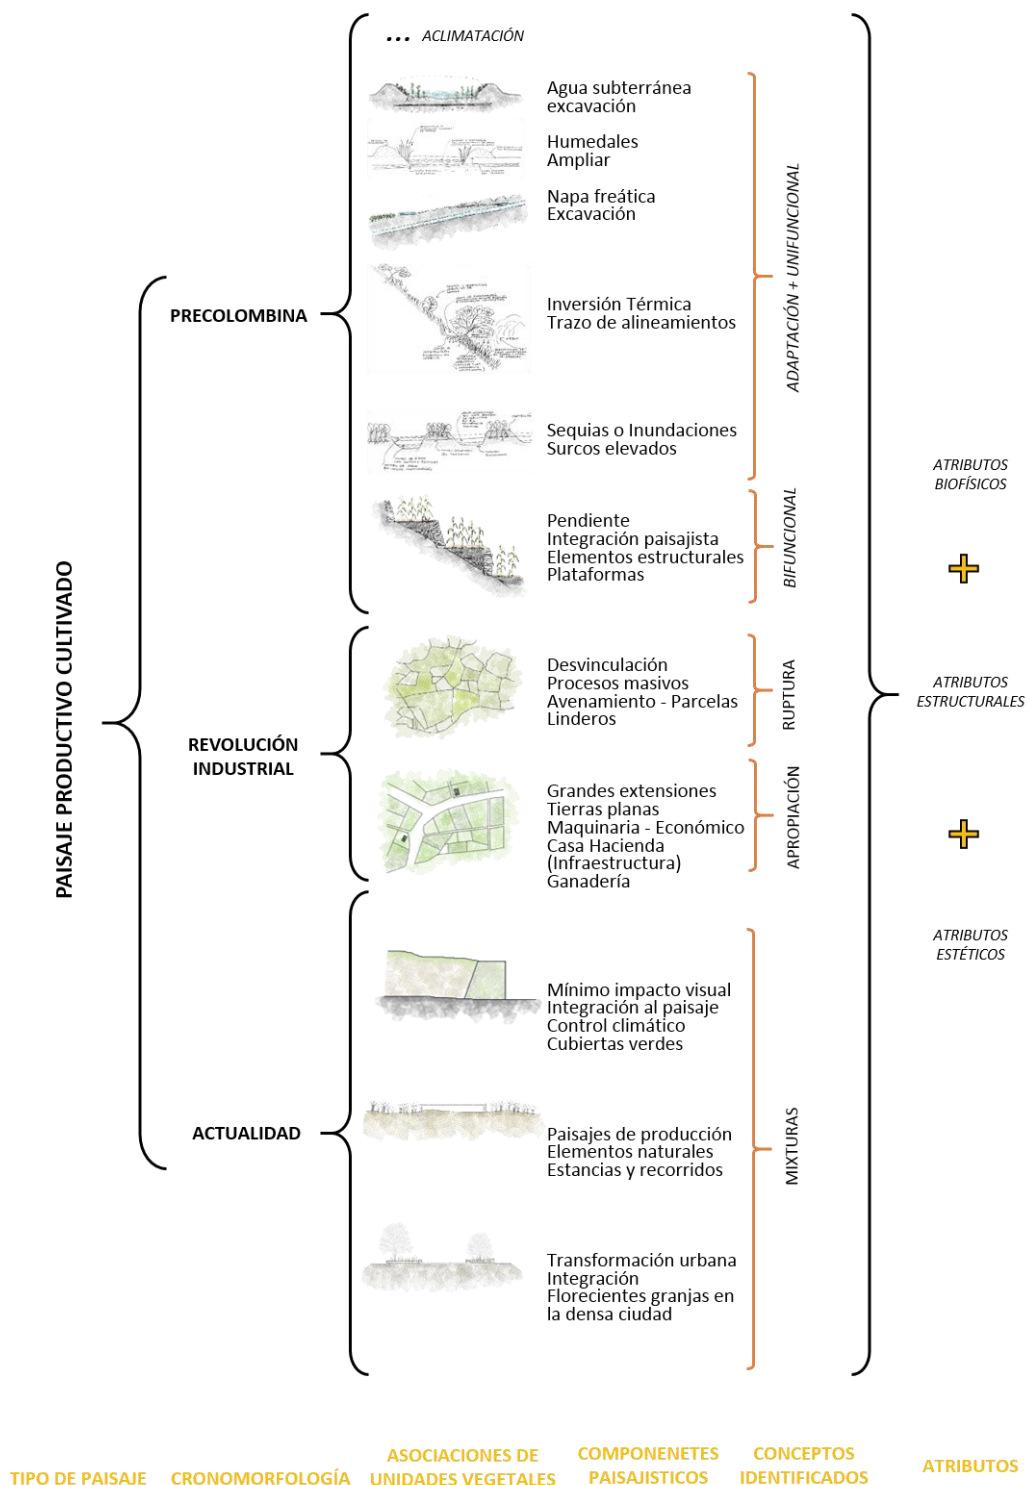 PAISAJE PRODUCTIVO CULTIVADO
PRECOLOMBINA
... ACLIMATACIÓN
Agua subterránea
excavación
Humedales
Ampliar
Napa freática
Excavación
Inversión Térmica
Trazo de alineamientos
Sequias o Inundaciones
Surcos elevados
ADAPTACIÓN + UNIFUNCIONAL
Pendiente
Integración paisajista
Elementos estructurales
Plataformas
BIFUNCIONAL
REVOLUCIÓN
INDUSTRIAL
Desvinculación
Procesos masivos
Avenamiento - Parcelas
Linderos
RUPTURA
Grandes extensiones
Tierras planas
Maquinaria - Económico
Casa Hacienda
(Infraestructura)
Ganadería
APROPIACIÓN
ACTUALIDAD
Mínimo impacto visual
Integración al paisaje
Control climático
Cubiertas verdes
Paisajes de producción
Elementos naturales
Estancias y recorridos
Transformación urbana
Integración
Florecientes granjas en
la densa ciudad
MIXTURAS
ATRIBUTOS
BIOFÍSICOS
+
ATRIBUTOS
ESTRUCTURALES
+
ATRIBUTOS
ESTÉTICOS
TIPO DE PAISAJE
CRONOMORFOLOGÍA
ASOCIACIONES DE
UNIDADES VEGETALES
COMPONENETES
PAISAJISTICOS
CONCEPTOS
IDENTIFICADOS
ATRIBUTOS